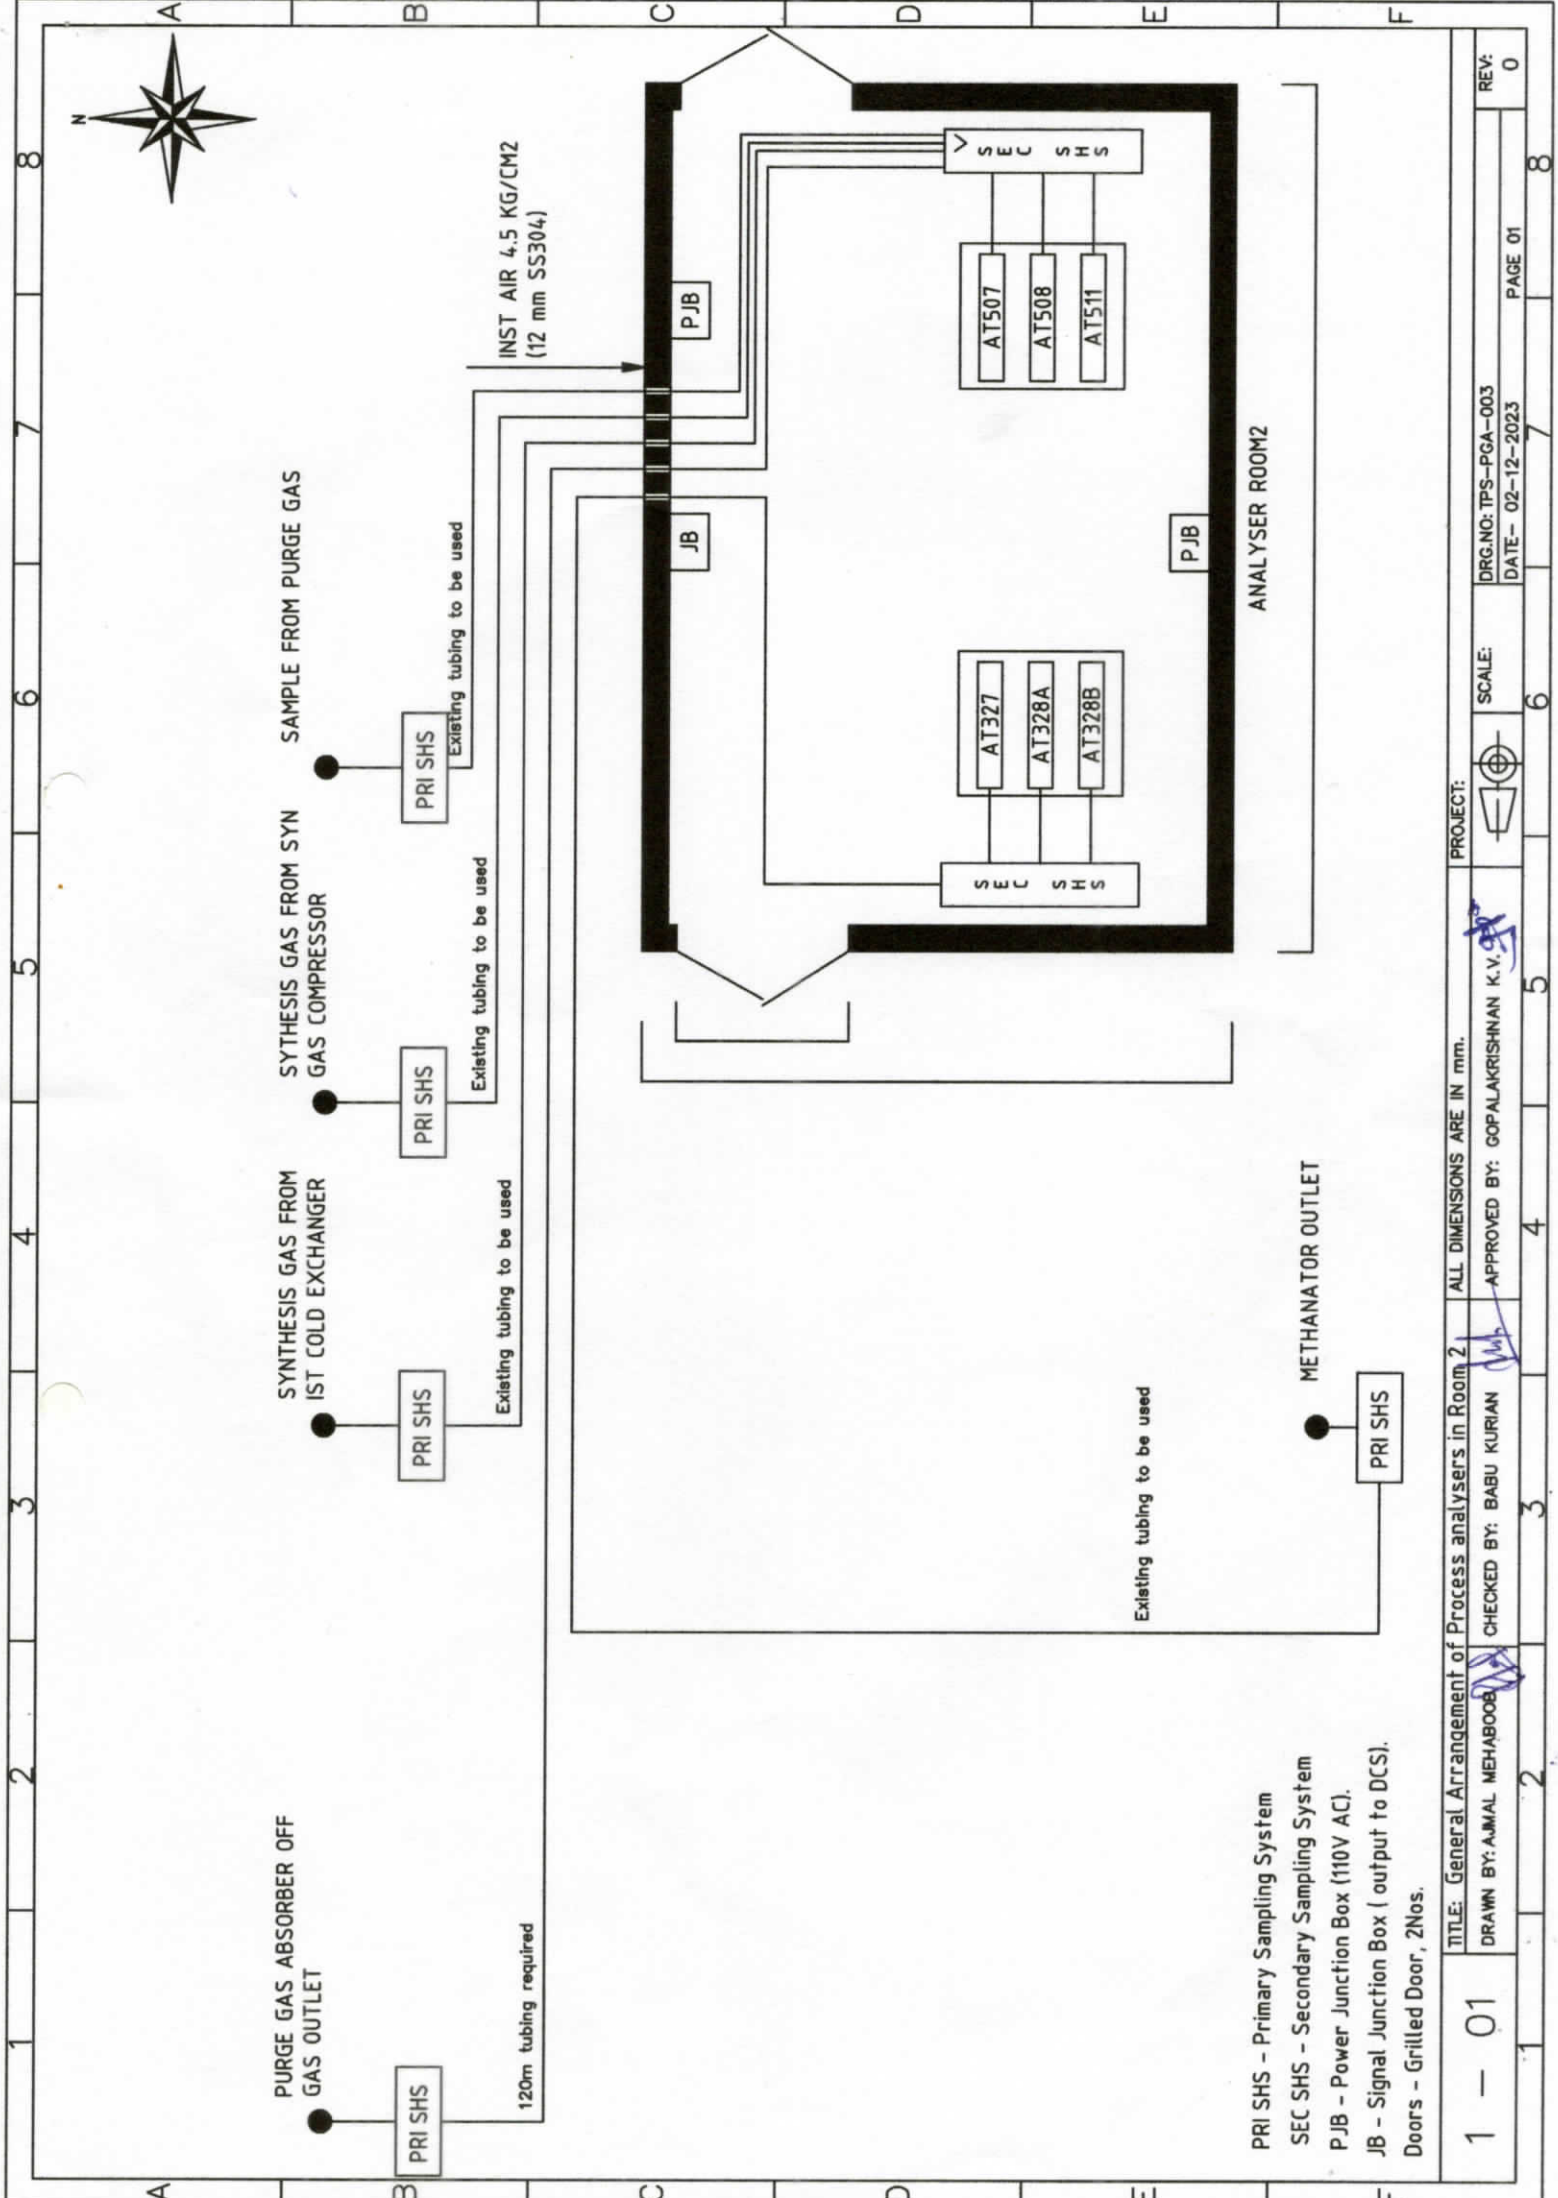 1
2
3
4
5
6
7
8
A
B
C
D
E
F
N
PURGE GAS ABSORBER OFF
GAS OUTLET
PRI SHS
120m tubing required
SYNTHESIS GAS FROM
IST COLD EXCHANGER
PRI SHS
Existing tubing to be used
SYTHESIS GAS FROM SYN
GAS COMPRESSOR
PRI SHS
Existing tubing to be used
SAMPLE FROM PURGE GAS
PRI SHS
Existing tubing to be used
INST AIR 4.5 KG/CM2
(12 mm SS304)
JB
PJB
SEC SHS
AT327
AT328A
AT328B
AT507
AT508
AT511
V
SEC SHS
PJB
ANALYSER ROOM2
Existing tubing to be used
METHANATOR OUTLET
PRI SHS
PRI SHS - Primary Sampling System
SEC SHS - Secondary Sampling System
PJB - Power Junction Box (110V AC).
JB - Signal Junction Box ( output to DCS).
Doors - Grilled Door, 2Nos.
1 - 01
TITLE: General Arrangement of Process analysers in Room 2
ALL DIMENSIONS ARE IN mm.
PROJECT:
DRAWN BY: AJMAL MEHABOOB
CHECKED BY: BABU KURIAN
APPROVED BY: GOPALAKRISHNAN K.V.
SCALE:
DRG.NO: TPS-PGA-003
DATE- 02-12-2023
PAGE 01
REV:
0
1
2
3
4
5
6
7
8
A
B
C
D
E
F